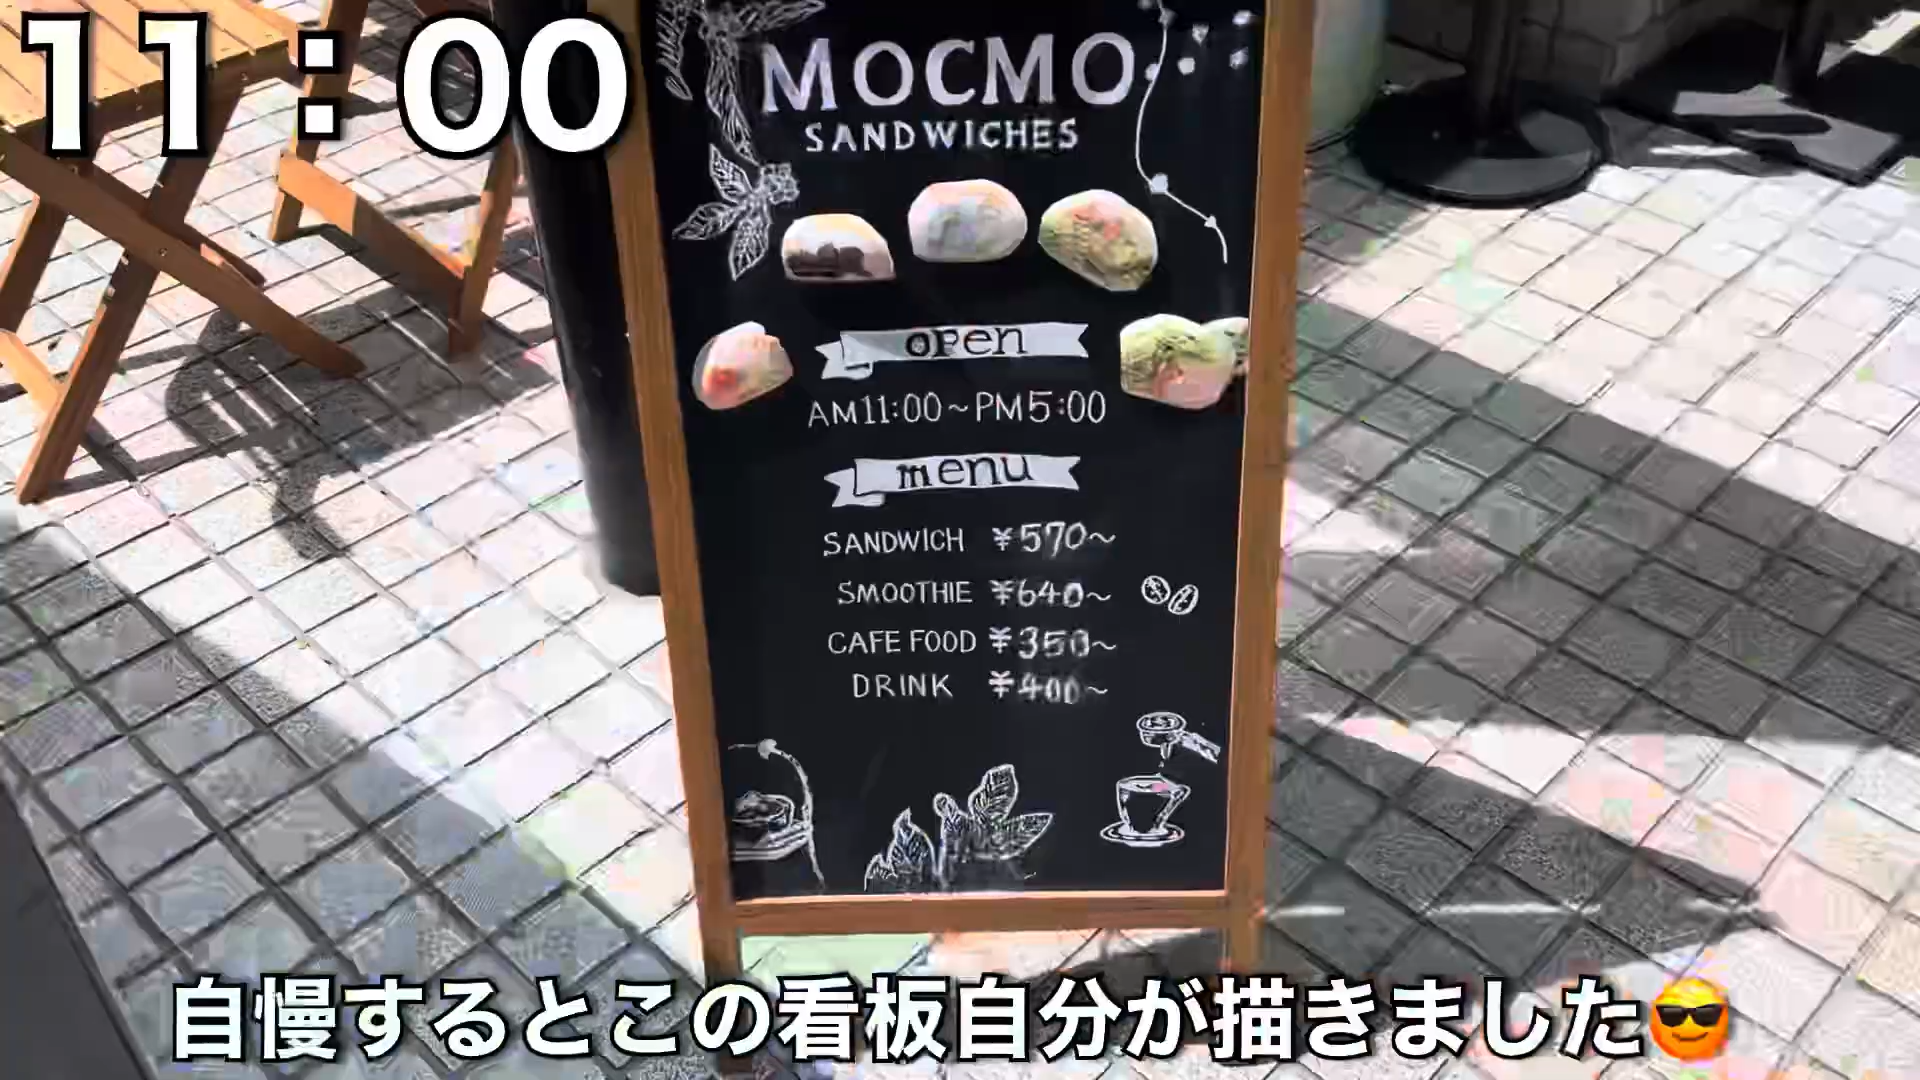 11：00
MOCMO
SANDWICHES
open
AM11:00~PM5:00
menu
SANDWICH ¥570~
SMOOTHIE ¥640~
CAFE FOOD ¥350~
DRINK ¥400~
自慢するとこの看板自分が描きました😎